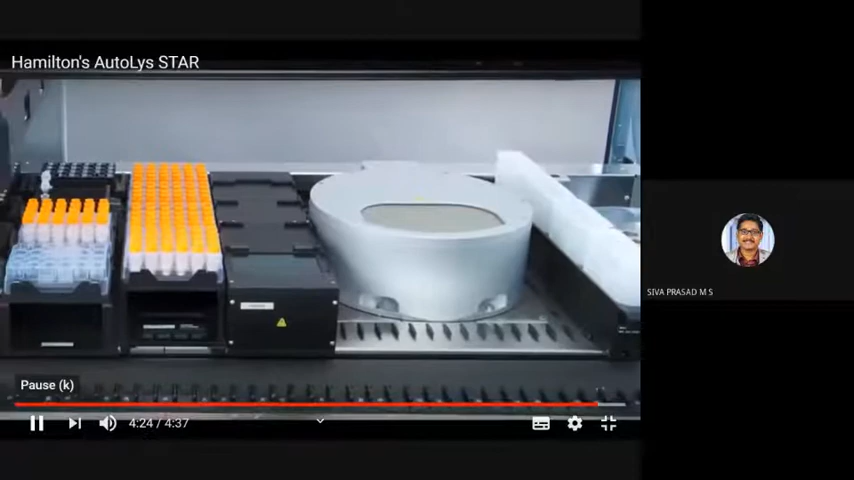 Hamilton's AutoLys STAR
SIVA PRASAD M S
Pause (k)
4:24 / 4:37